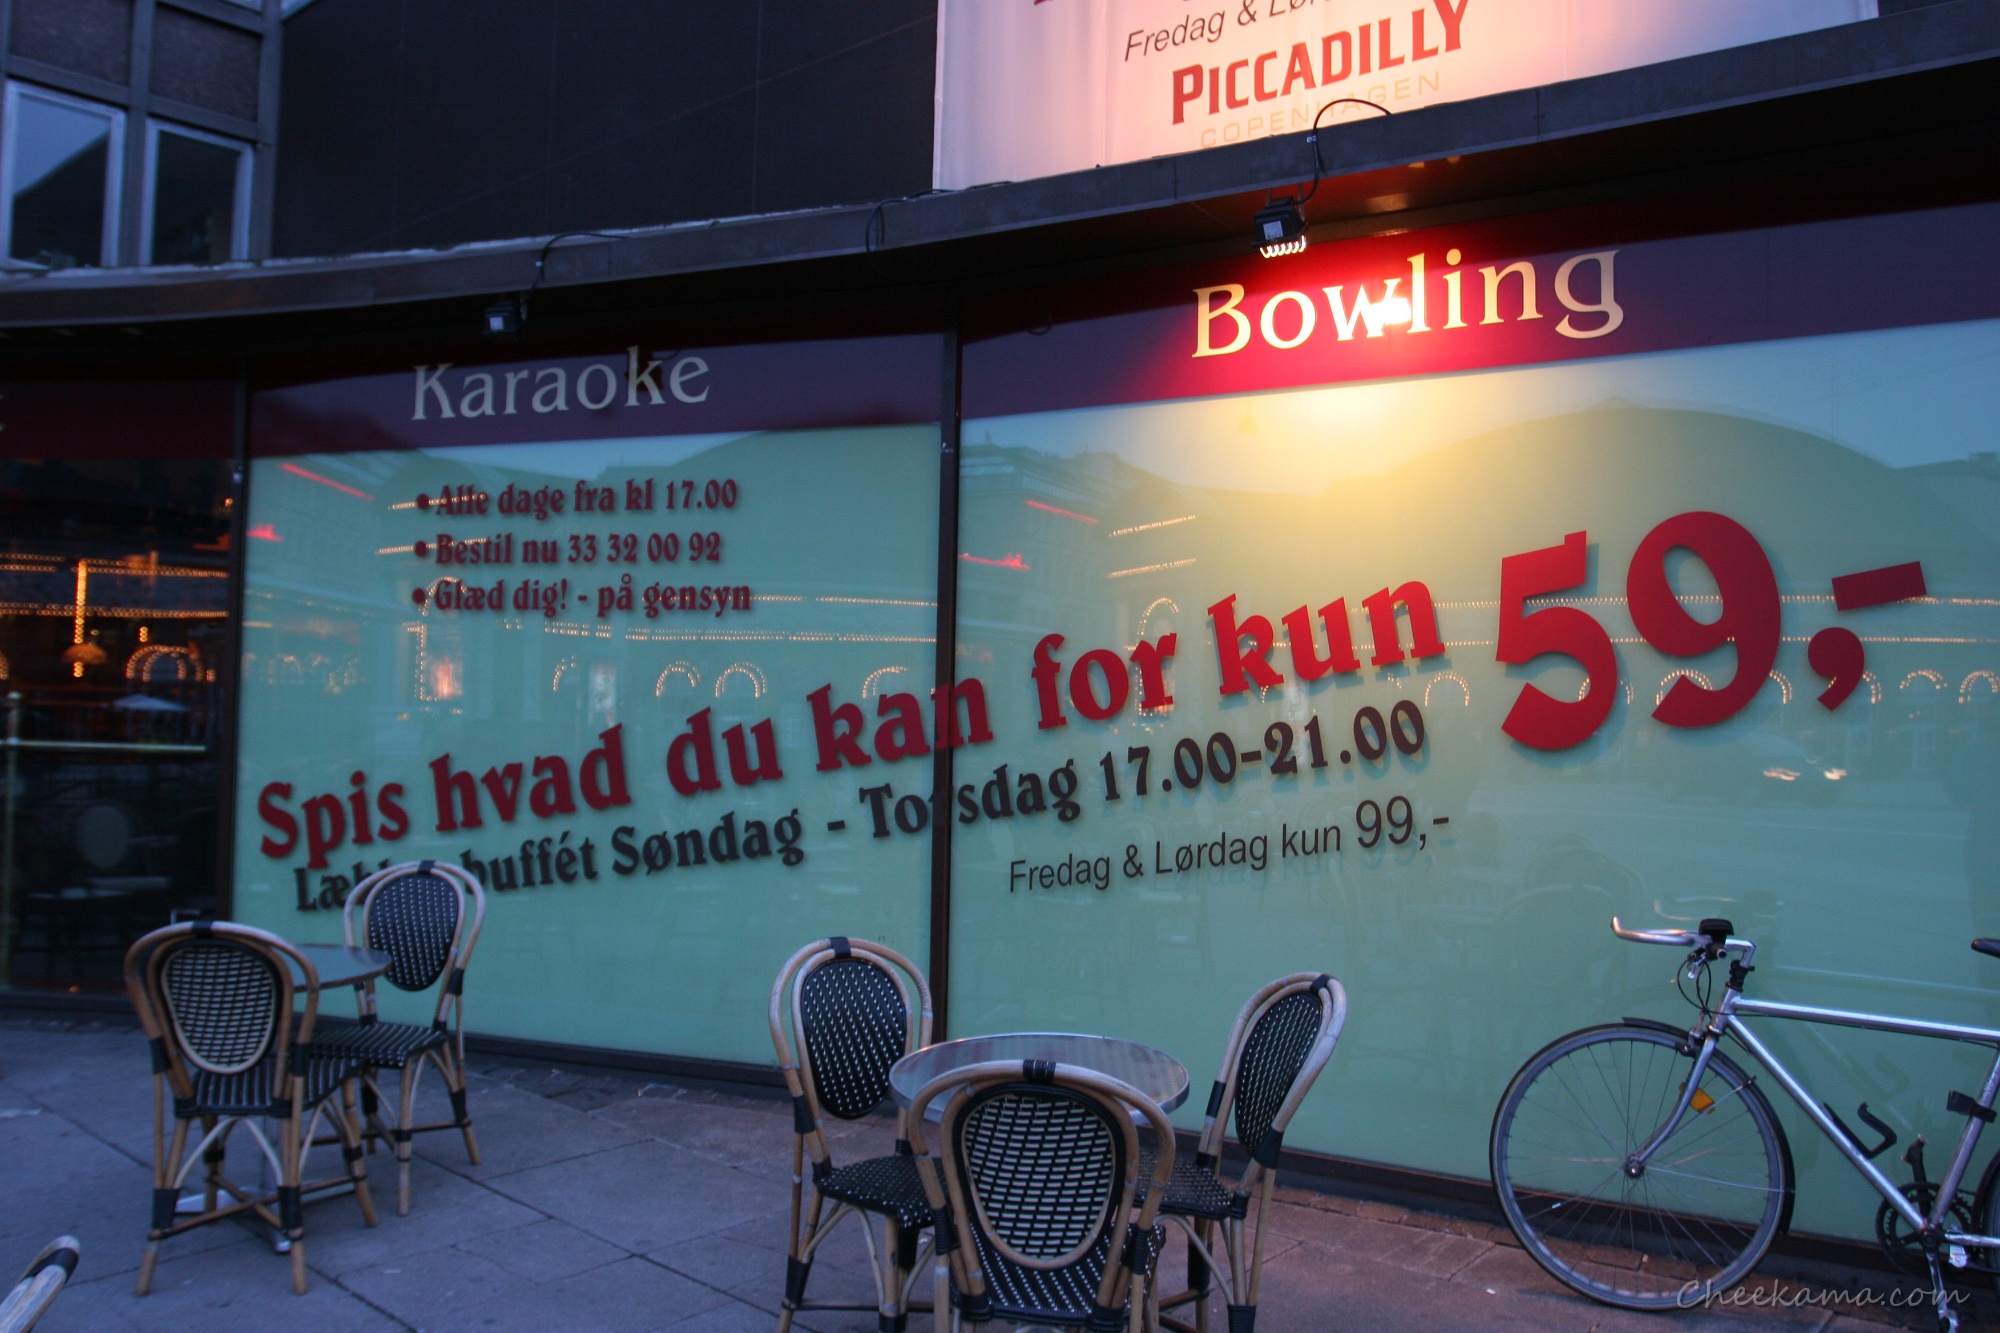 Fredag &
PICCADILLY
COPENHAGEN
Bowling
Karaoke
• Alle dage fra kl 17.00
• Bestil nu 33 32 00 92
• Glæd dig! - på gensyn
Spis hvad du kan for kun 59,-
buffét Søndag - Torsdag 17.00-21.00
Fredag & Lørdag kun 99,-
Cheekama.com